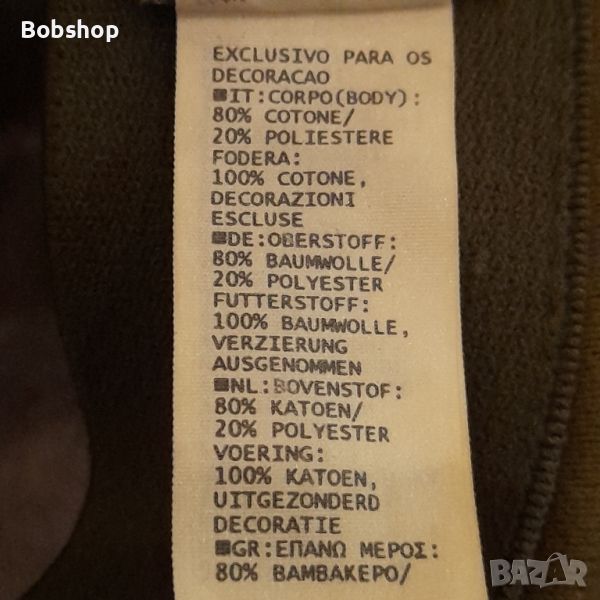 Bobshop
EXCLUSIVO PARA OS
DECORACAO
■IT:CORPO(BODY):
80% COTONE/
20% POLIESTERE
FODERA:
100% COTONE,
DECORAZIONI
ESCLUSE
■DE:OBERSTOFF:
80% BAUMWOLLE/
20% POLYESTER
FUTTERSTOFF:
100% BAUMWOLLE,
VERZIERUNG
AUSGENOMMEN
■NL:BOVENSTOF:
80% KATOEN/
20% POLYESTER
VOERING:
100% KATOEN,
UITGEZONDERD
DECORATIE
■GR:ΕΠΑΝΩ ΜΕΡΟΣ:
80% ΒΑΜΒΑΚΕΡΟ/
BAZAR